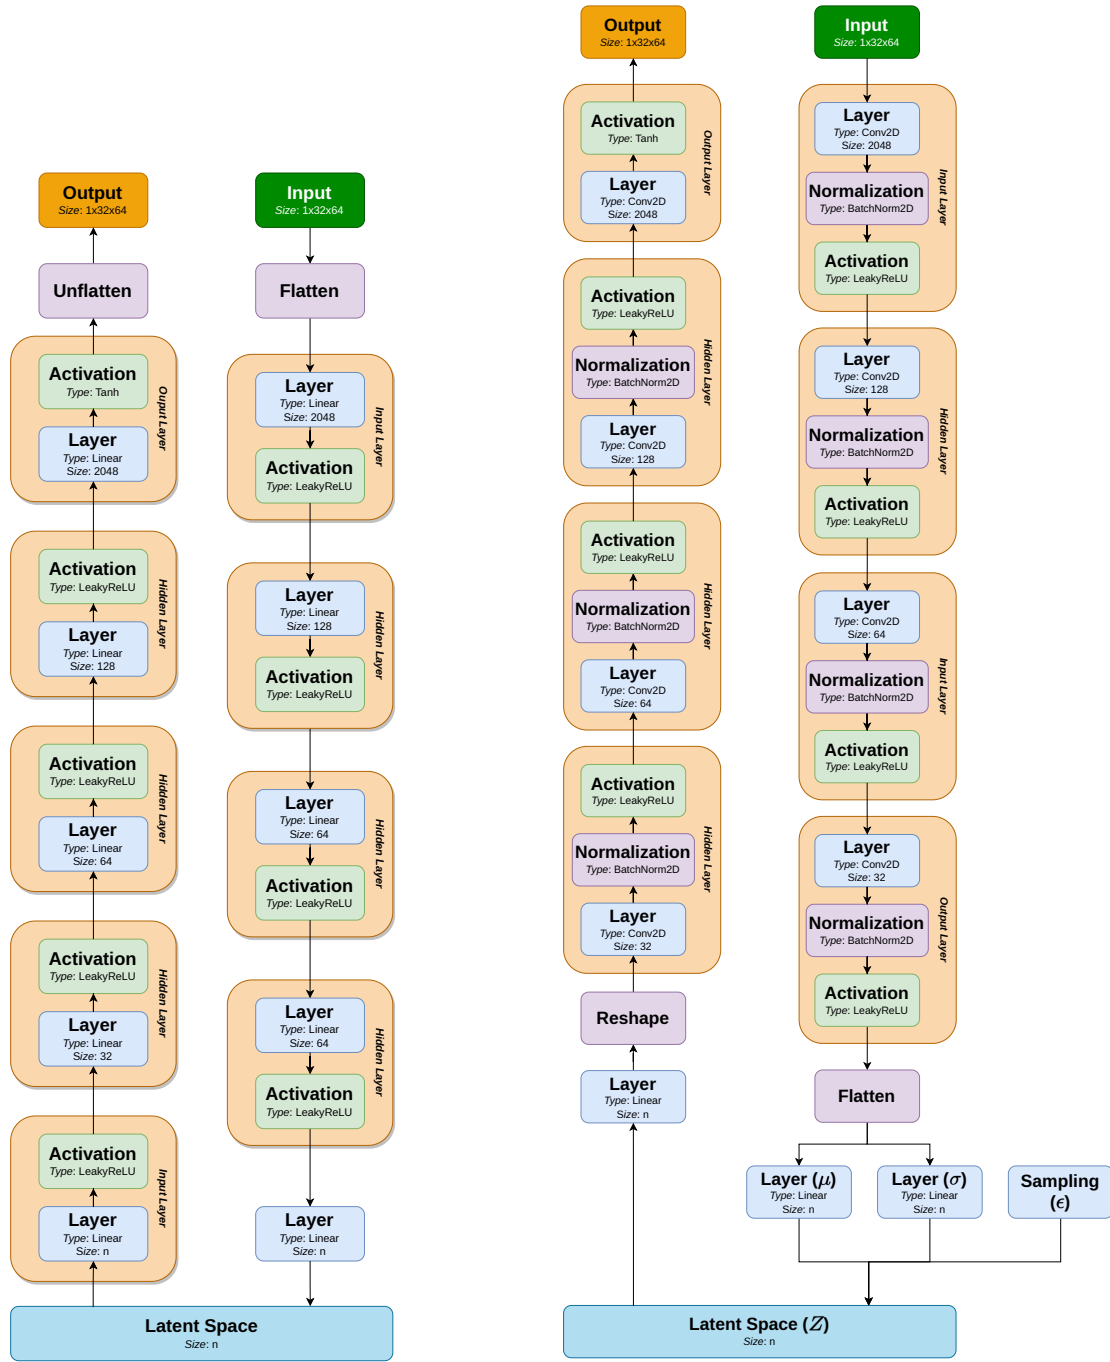 Output
Size: 1x32x64
Unflatten
Activation
Type: Tanh
Layer
Type: Linear
Size: 2048
Ouput Layer
Activation
Type: LeakyReLU
Layer
Type: Linear
Size: 128
Hidden Layer
Activation
Type: LeakyReLU
Layer
Type: Linear
Size: 64
Hidden Layer
Activation
Type: LeakyReLU
Layer
Type: Linear
Size: 32
Hidden Layer
Activation
Type: LeakyReLU
Layer
Type: Linear
Size: n
Input Layer
Input
Size: 1x32x64
Flatten
Layer
Type: Linear
Size: 2048
Activation
Type: LeakyReLU
Input Layer
Layer
Type: Linear
Size: 128
Activation
Type: LeakyReLU
Hidden Layer
Layer
Type: Linear
Size: 64
Activation
Type: LeakyReLU
Hidden Layer
Layer
Type: Linear
Size: 64
Activation
Type: LeakyReLU
Hidden Layer
Layer
Type: Linear
Size: n
Latent Space
Size: n
Output
Size: 1x32x64
Activation
Type: Tanh
Layer
Type: Conv2D
Size: 2048
Output Layer
Activation
Type: LeakyReLU
Normalization
Type: BatchNorm2D
Layer
Type: Conv2D
Size: 128
Hidden Layer
Activation
Type: LeakyReLU
Normalization
Type: BatchNorm2D
Layer
Type: Conv2D
Size: 64
Hidden Layer
Activation
Type: LeakyReLU
Normalization
Type: BatchNorm2D
Layer
Type: Conv2D
Size: 32
Hidden Layer
Reshape
Layer
Type: Linear
Size: n
Input
Size: 1x32x64
Layer
Type: Conv2D
Size: 2048
Normalization
Type: BatchNorm2D
Activation
Type: LeakyReLU
Input Layer
Layer
Type: Conv2D
Size: 128
Normalization
Type: BatchNorm2D
Activation
Type: LeakyReLU
Hidden Layer
Layer
Type: Conv2D
Size: 64
Normalization
Type: BatchNorm2D
Activation
Type: LeakyReLU
Input Layer
Layer
Type: Conv2D
Size: 32
Normalization
Type: BatchNorm2D
Activation
Type: LeakyReLU
Output Layer
Flatten
Layer (μ)
Type: Linear
Size: n
Layer (σ)
Type: Linear
Size: n
Sampling
(ϵ)
Latent Space (Z)
Size: n